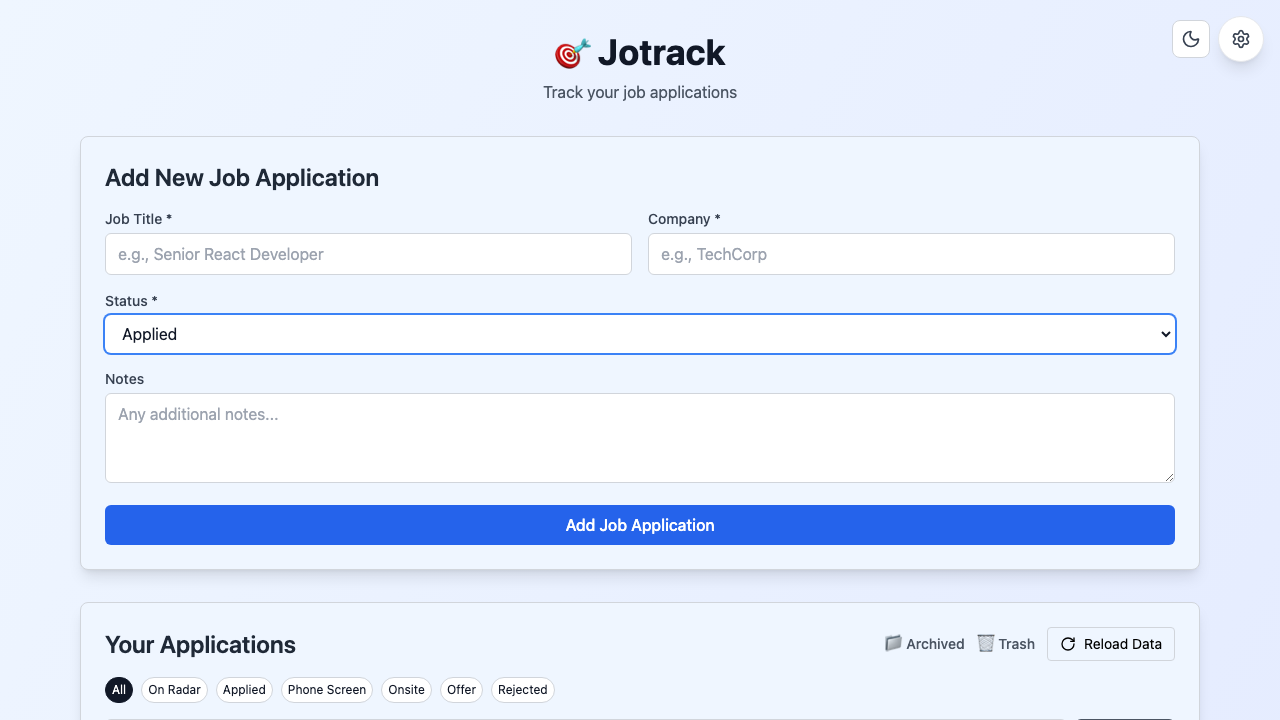 Jotrack
Track your job applications
Add New Job Application
Job Title *
Company *
e.g., Senior React Developer
e.g., TechCorp
Status *
Applied
Notes
Any additional notes...
Add Job Application
Your Applications
Archived
Trash
Reload Data
All
On Radar
Applied
Phone Screen
Onsite
Offer
Rejected